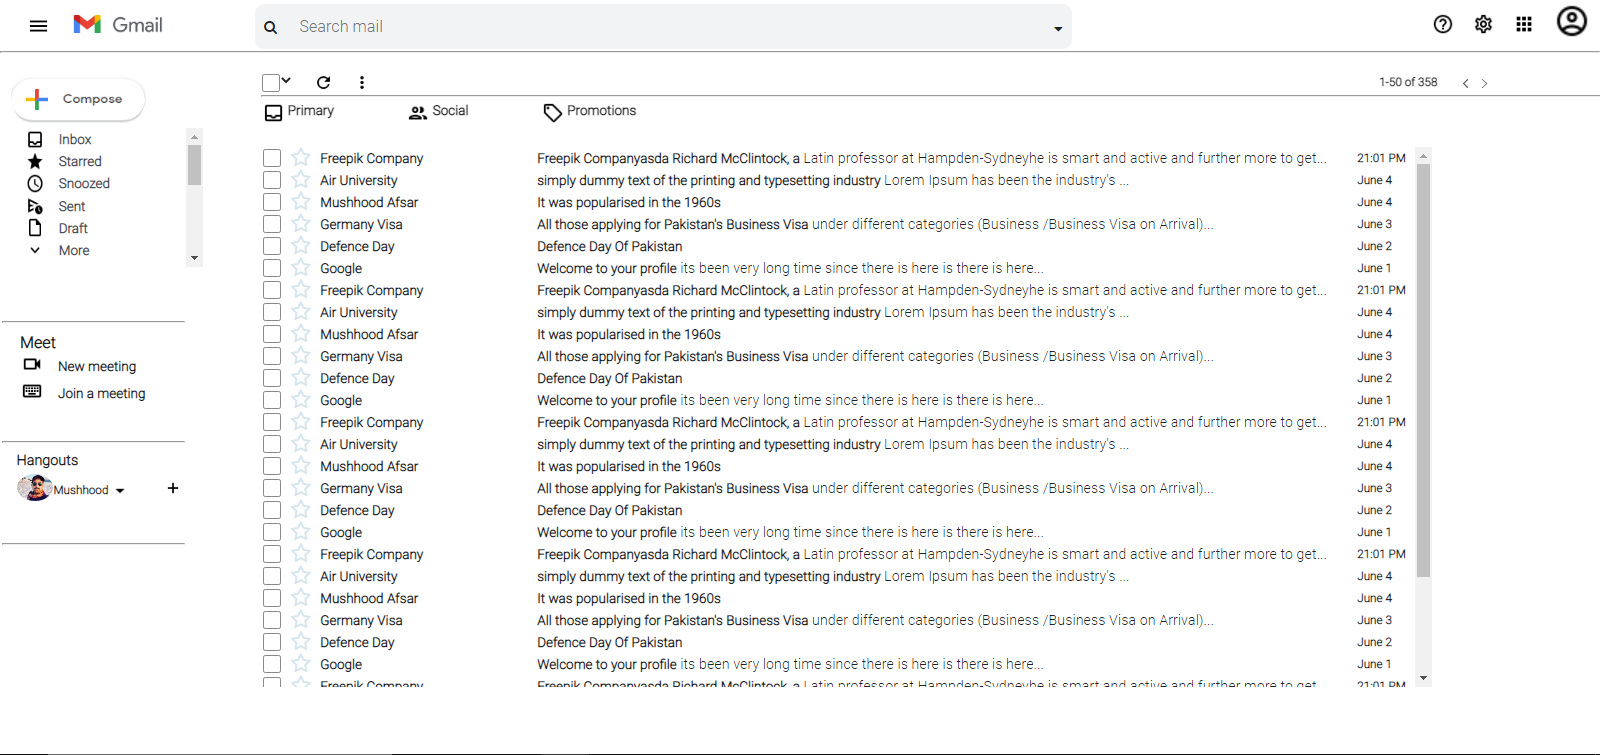 Gmail
Search mail
1-50 of 358
Compose
Primary Social Promotions
Inbox
Starred
Snoozed
Sent
Draft
More
Meet
New meeting
Join a meeting
Hangouts
Mushhood
Freepik Company Freepik Companyasda Richard McClintock, a Latin professor at Hampden-Sydneyhe is smart and active and further more to get... 21:01 PM
Air University simply dummy text of the printing and typesetting industry Lorem Ipsum has been the industry's ... June 4
Mushhood Afsar It was popularised in the 1960s June 4
Germany Visa All those applying for Pakistan's Business Visa under different categories (Business /Business Visa on Arrival)... June 3
Defence Day Defence Day Of Pakistan June 2
Google Welcome to your profile its been very long time since there is here is there is here... June 1
Freepik Company Freepik Companyasda Richard McClintock, a Latin professor at Hampden-Sydneyhe is smart and active and further more to get... 21:01 PM
Air University simply dummy text of the printing and typesetting industry Lorem Ipsum has been the industry's ... June 4
Mushhood Afsar It was popularised in the 1960s June 4
Germany Visa All those applying for Pakistan's Business Visa under different categories (Business /Business Visa on Arrival)... June 3
Defence Day Defence Day Of Pakistan June 2
Google Welcome to your profile its been very long time since there is here is there is here... June 1
Freepik Company Freepik Companyasda Richard McClintock, a Latin professor at Hampden-Sydneyhe is smart and active and further more to get... 21:01 PM
Air University simply dummy text of the printing and typesetting industry Lorem Ipsum has been the industry's ... June 4
Mushhood Afsar It was popularised in the 1960s June 4
Germany Visa All those applying for Pakistan's Business Visa under different categories (Business /Business Visa on Arrival)... June 3
Defence Day Defence Day Of Pakistan June 2
Google Welcome to your profile its been very long time since there is here is there is here... June 1
Freepik Company Freepik Companyasda Richard McClintock, a Latin professor at Hampden-Sydneyhe is smart and active and further more to get... 21:01 PM
Air University simply dummy text of the printing and typesetting industry Lorem Ipsum has been the industry's ... June 4
Mushhood Afsar It was popularised in the 1960s June 4
Germany Visa All those applying for Pakistan's Business Visa under different categories (Business /Business Visa on Arrival)... June 3
Defence Day Defence Day Of Pakistan June 2
Google Welcome to your profile its been very long time since there is here is there is here... June 1
Freepik Company Freepik Companyasda Richard McClintock, a Latin professor at Hampden-Sydneyhe is smart and active and further more to get... 21:01 PM